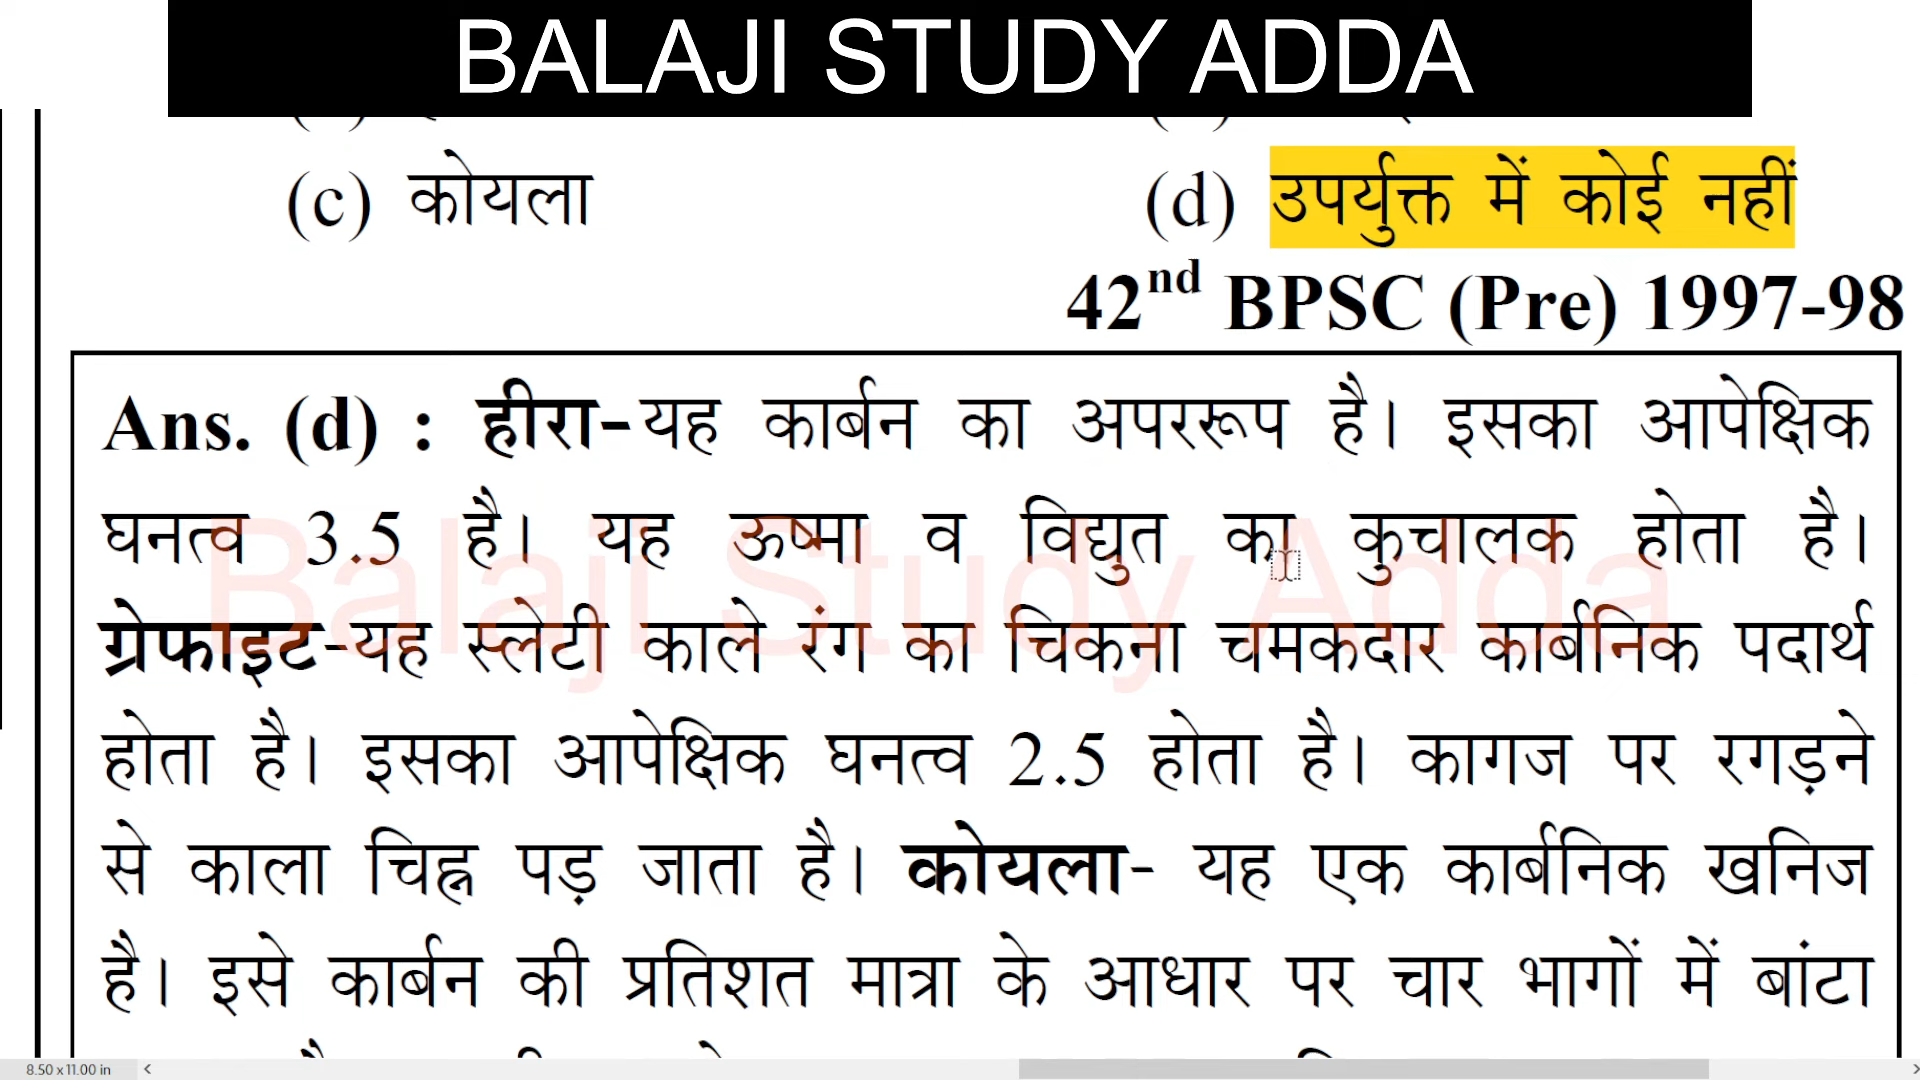 BALAJI STUDY ADDA
(c) कोयला (d) उपर्युक्त में कोई नहीं
42nd BPSC (Pre) 1997-98
Ans. (d) : हीरा-यह कार्बन का अपररूप है। इसका आपेक्षिक
घनत्व 3.5 है। यह ऊष्मा व विद्युत का कुचालक होता है।
Balaji Study Adda
ग्रेफाइट-यह स्लेटी काले रंग का चिकना चमकदार कार्बनिक पदार्थ
होता है। इसका आपेक्षिक घनत्व 2.5 होता है। कागज पर रगड़ने
से काला चिह्न पड़ जाता है। कोयला- यह एक कार्बनिक खनिज
है। इसे कार्बन की प्रतिशत मात्रा के आधार पर चार भागों में बांटा
8.50 x 11.00 in